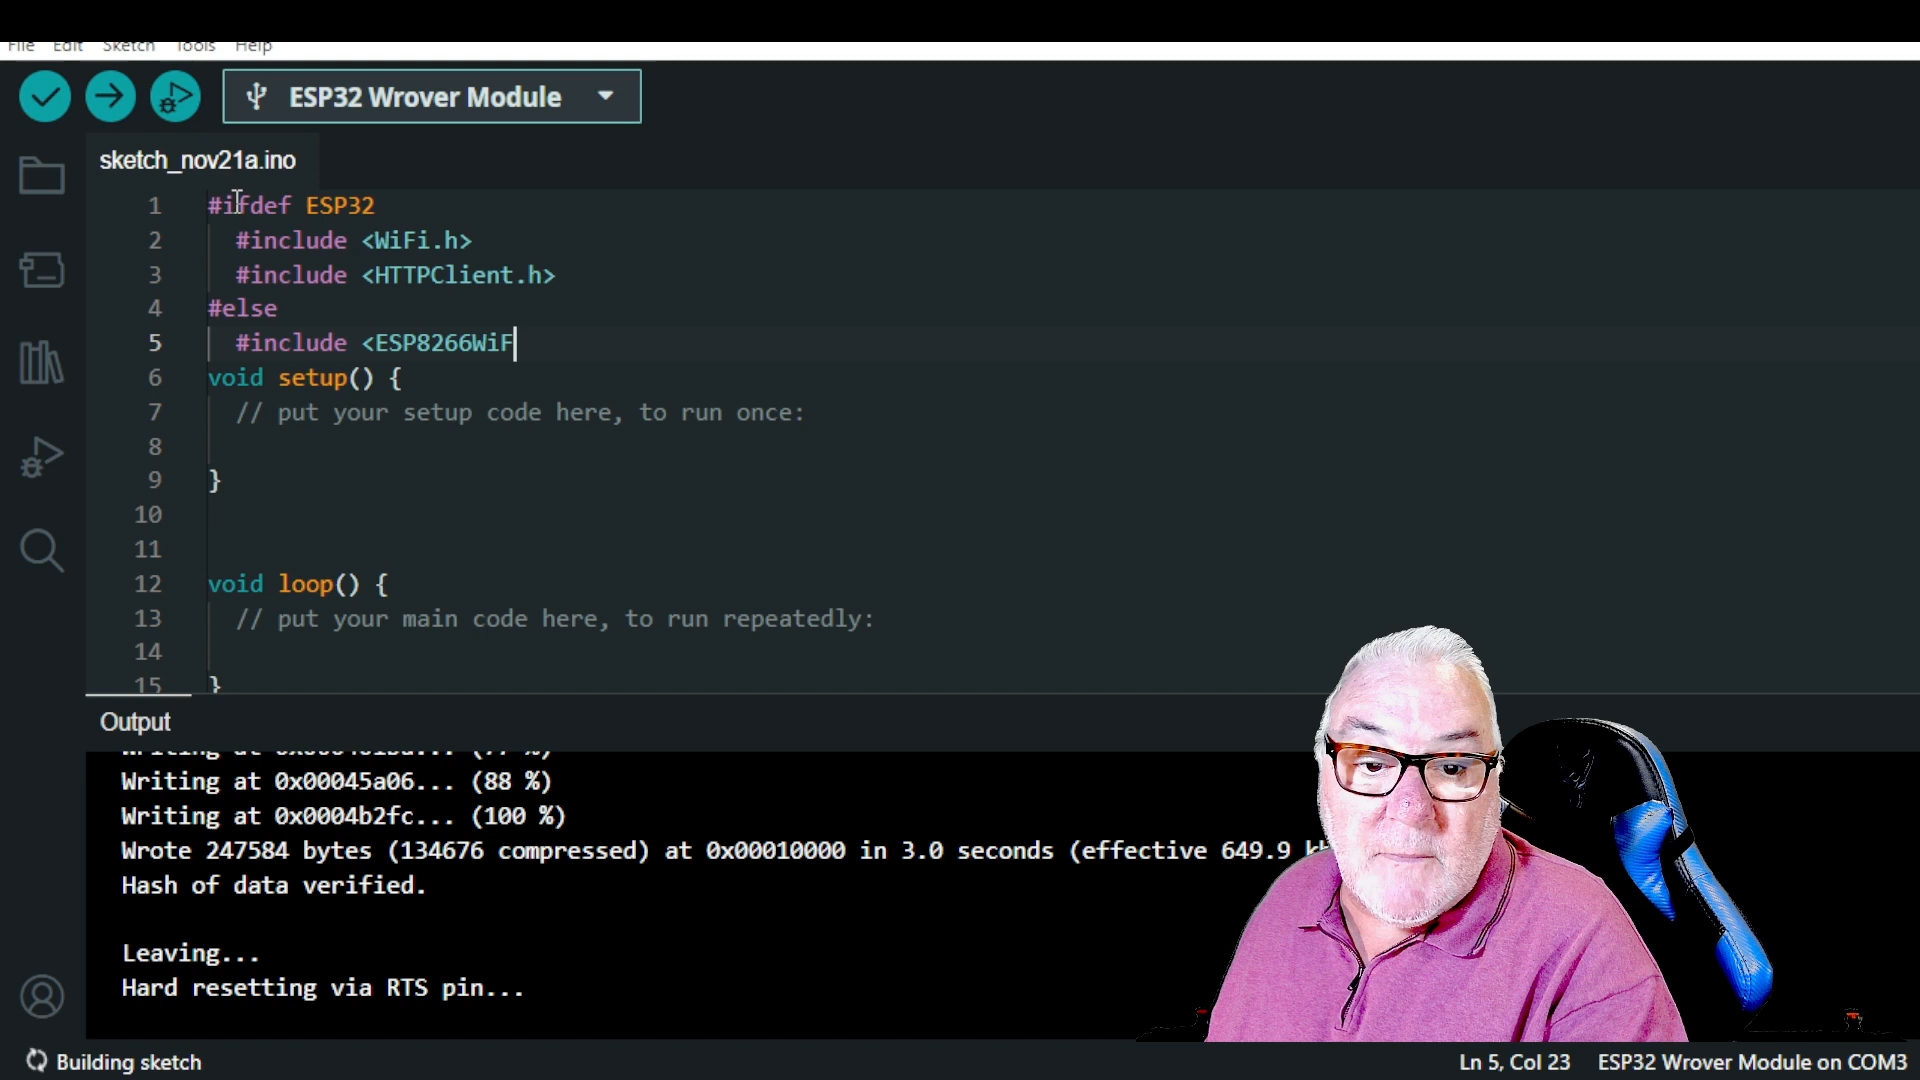 File Edit Sketch Tools Help
ESP32 Wrover Module
sketch_nov21a.ino
1 #ifdef ESP32
2 #include <WiFi.h>
3 #include <HTTPClient.h>
4 #else
5 #include <ESP8266WiF
6 void setup() {
7 // put your setup code here, to run once:
8
9 }
10
11
12 void loop() {
13 // put your main code here, to run repeatedly:
14
15 }
Output
Writing at 0x00045a06... (88 %)
Writing at 0x0004b2fc... (100 %)
Wrote 247584 bytes (134676 compressed) at 0x00010000 in 3.0 seconds (effective 649.9
Hash of data verified.
Leaving...
Hard resetting via RTS pin...
Building sketch
Ln 5, Col 23 ESP32 Wrover Module on COM3